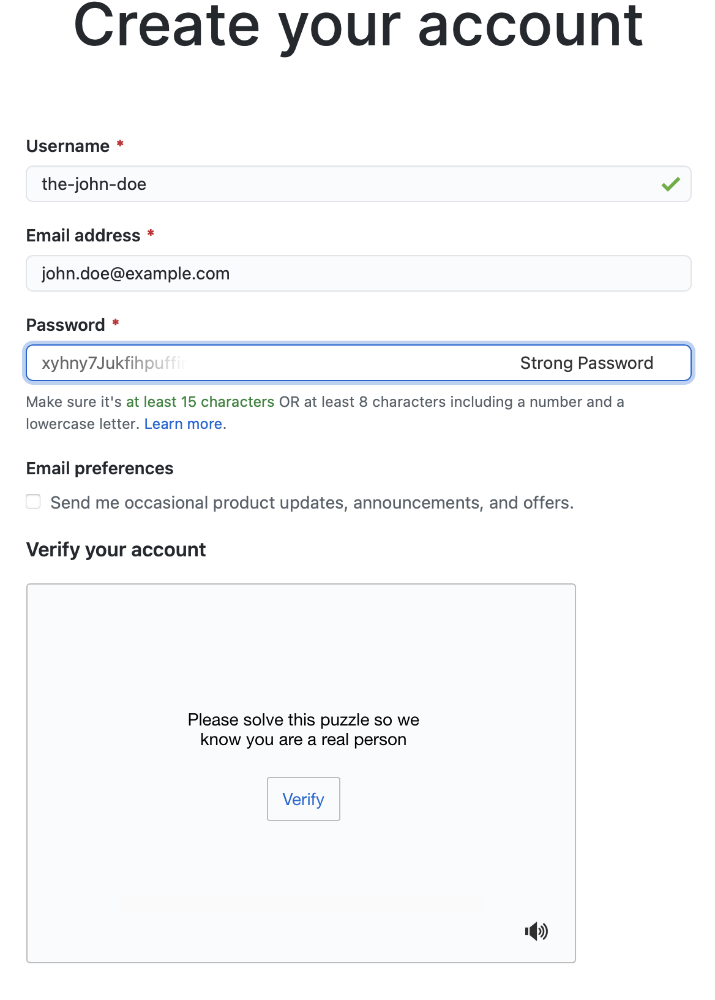 Create your account
Username *
the-john-doe
Email address *
john.doe@example.com
Password *
xyhny7Jukfihpuffin Strong Password
Make sure it's at least 15 characters OR at least 8 characters including a number and a
lowercase letter. Learn more.
Email preferences
Send me occasional product updates, announcements, and offers.
Verify your account
Please solve this puzzle so we
know you are a real person
Verify